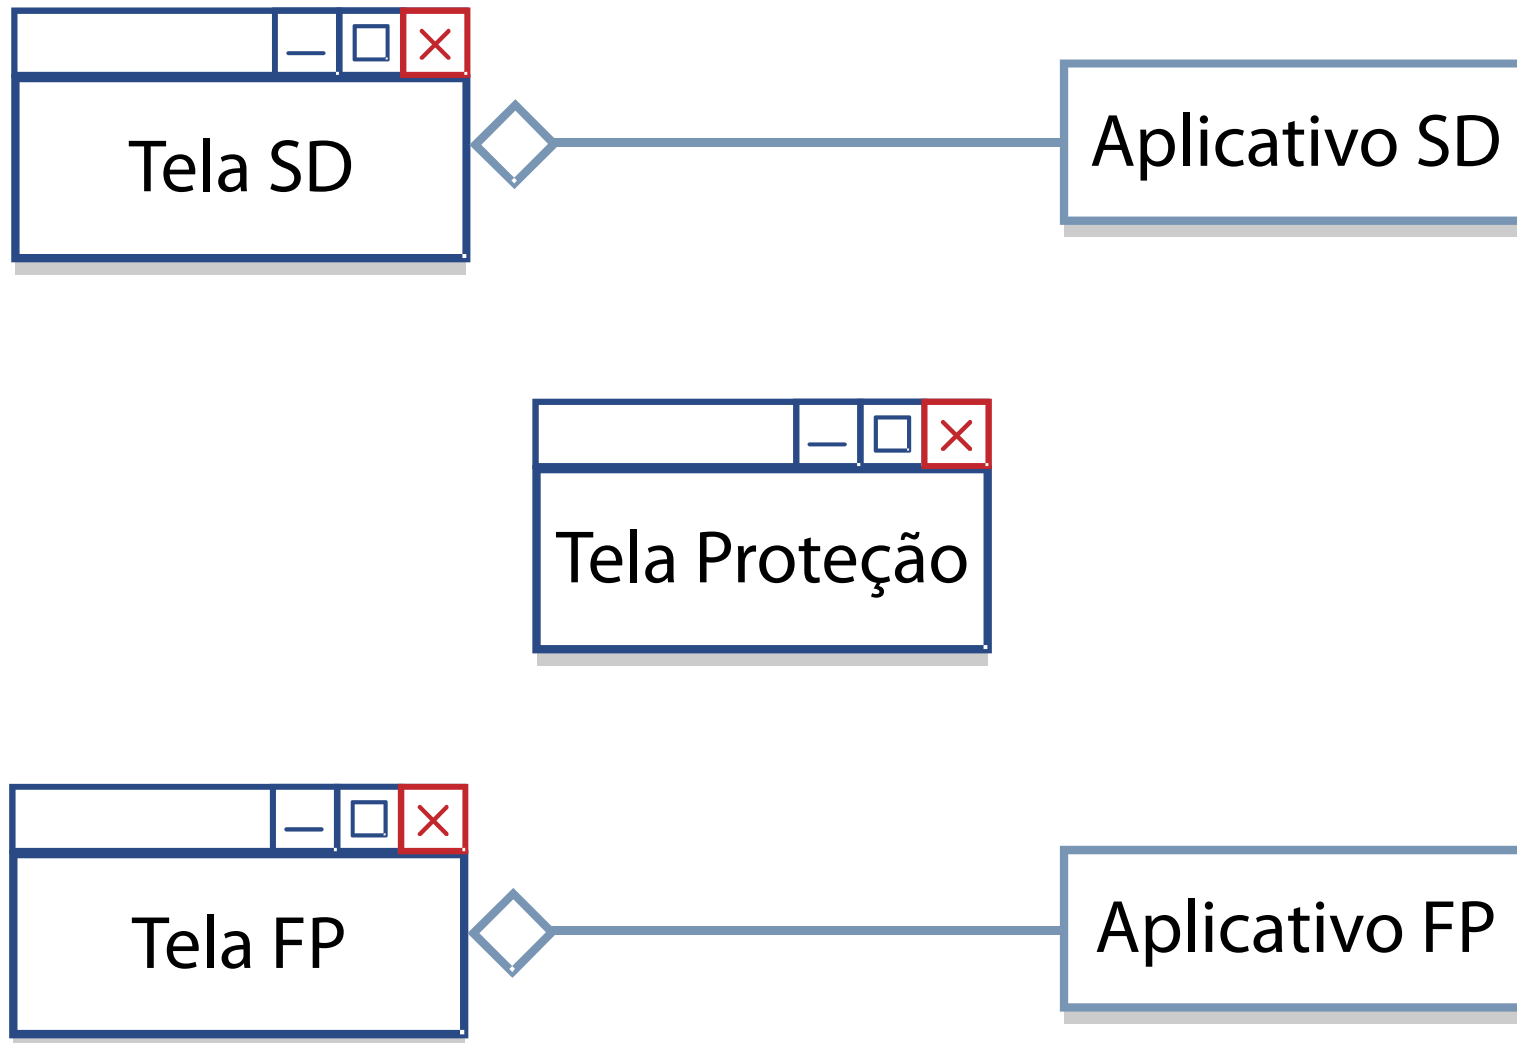 Tela SD
Aplicativo SD
Tela Proteção
Tela FP
Aplicativo FP